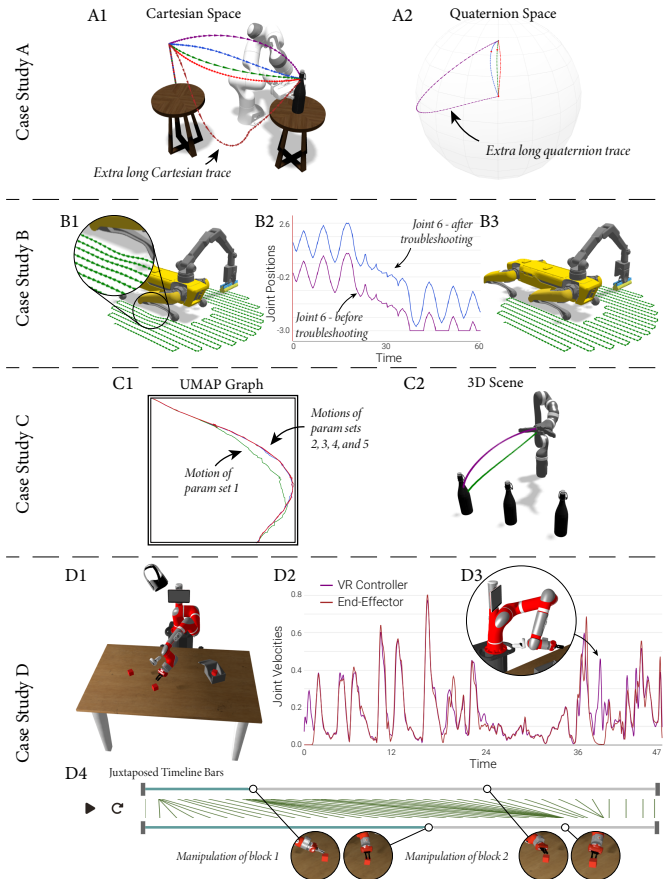 Case Study A
A1
Cartesian Space
A2
Quaternion Space
Extra long Cartesian trace
Extra long quaternion trace
Case Study B
B1
B2
B3
Joint Positions
2.6
-0.2
-3.0
Joint 6 - after
troubleshooting
Joint 6 - before
troubleshooting
0
30
60
Time
Case Study C
C1
UMAP Graph
C2
3D Scene
Motions of
param sets
2, 3, 4, and 5
Motion of
param set 1
Case Study D
D1
D2
D3
VR Controller
End-Effector
Joint Velocities
0.8
0.6
0.4
0.2
0.0
0
12
24
36
47
Time
D4
Juxtaposed Timeline Bars
Manipulation of block 1
Manipulation of block 2